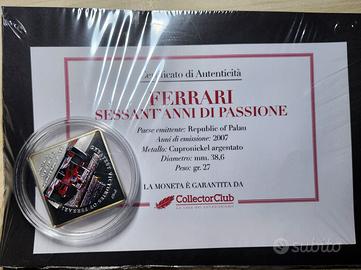 Certificato di Autenticità
FERRARI
SESSANT'ANNI DI PASSIONE
Paese emittente: Republic of Palau
Anni di emissione: 2007
Metallo: Cupronickel argentato
Diametro: mm. 38,6
Peso: gr. 27
LA MONETA È GARANTITA DA
CollectorClub
subito